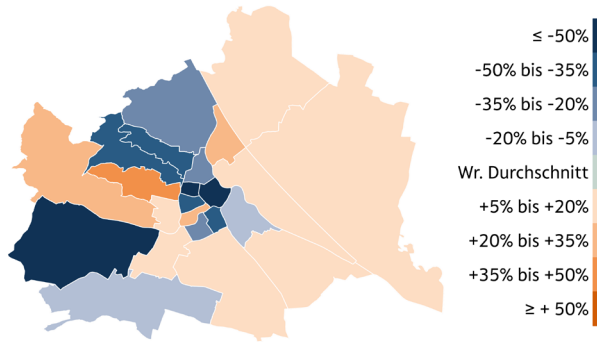 ≤ -50%
-50% bis -35%
-35% bis -20%
-20% bis -5%
Wr. Durchschnitt
+5% bis +20%
+20% bis +35%
+35% bis +50%
≥ + 50%